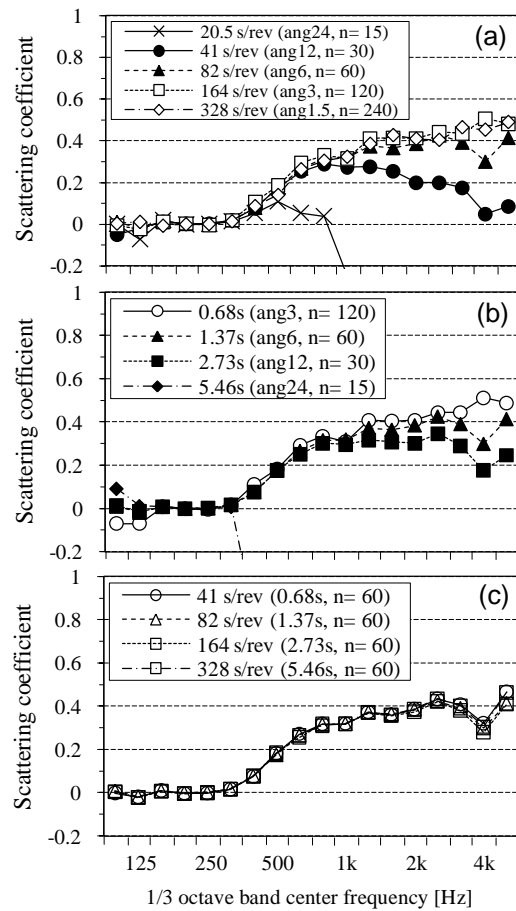 1
0.8
0.6
0.4
0.2
0
-0.2
Scattering coefficient
20.5 s/rev (ang24, n= 15)
41 s/rev (ang12, n= 30)
82 s/rev (ang6, n= 60)
164 s/rev (ang3, n= 120)
328 s/rev (ang1.5, n= 240)
(a)
1
0.8
0.6
0.4
0.2
0
-0.2
Scattering coefficient
0.68s (ang3, n= 120)
1.37s (ang6, n= 60)
2.73s (ang12, n= 30)
5.46s (ang24, n= 15)
(b)
1
0.8
0.6
0.4
0.2
0
-0.2
Scattering coefficient
41 s/rev (0.68s, n= 60)
82 s/rev (1.37s, n= 60)
164 s/rev (2.73s, n= 60)
328 s/rev (5.46s, n= 60)
(c)
125 250 500 1k 2k 4k
1/3 octave band center frequency [Hz]